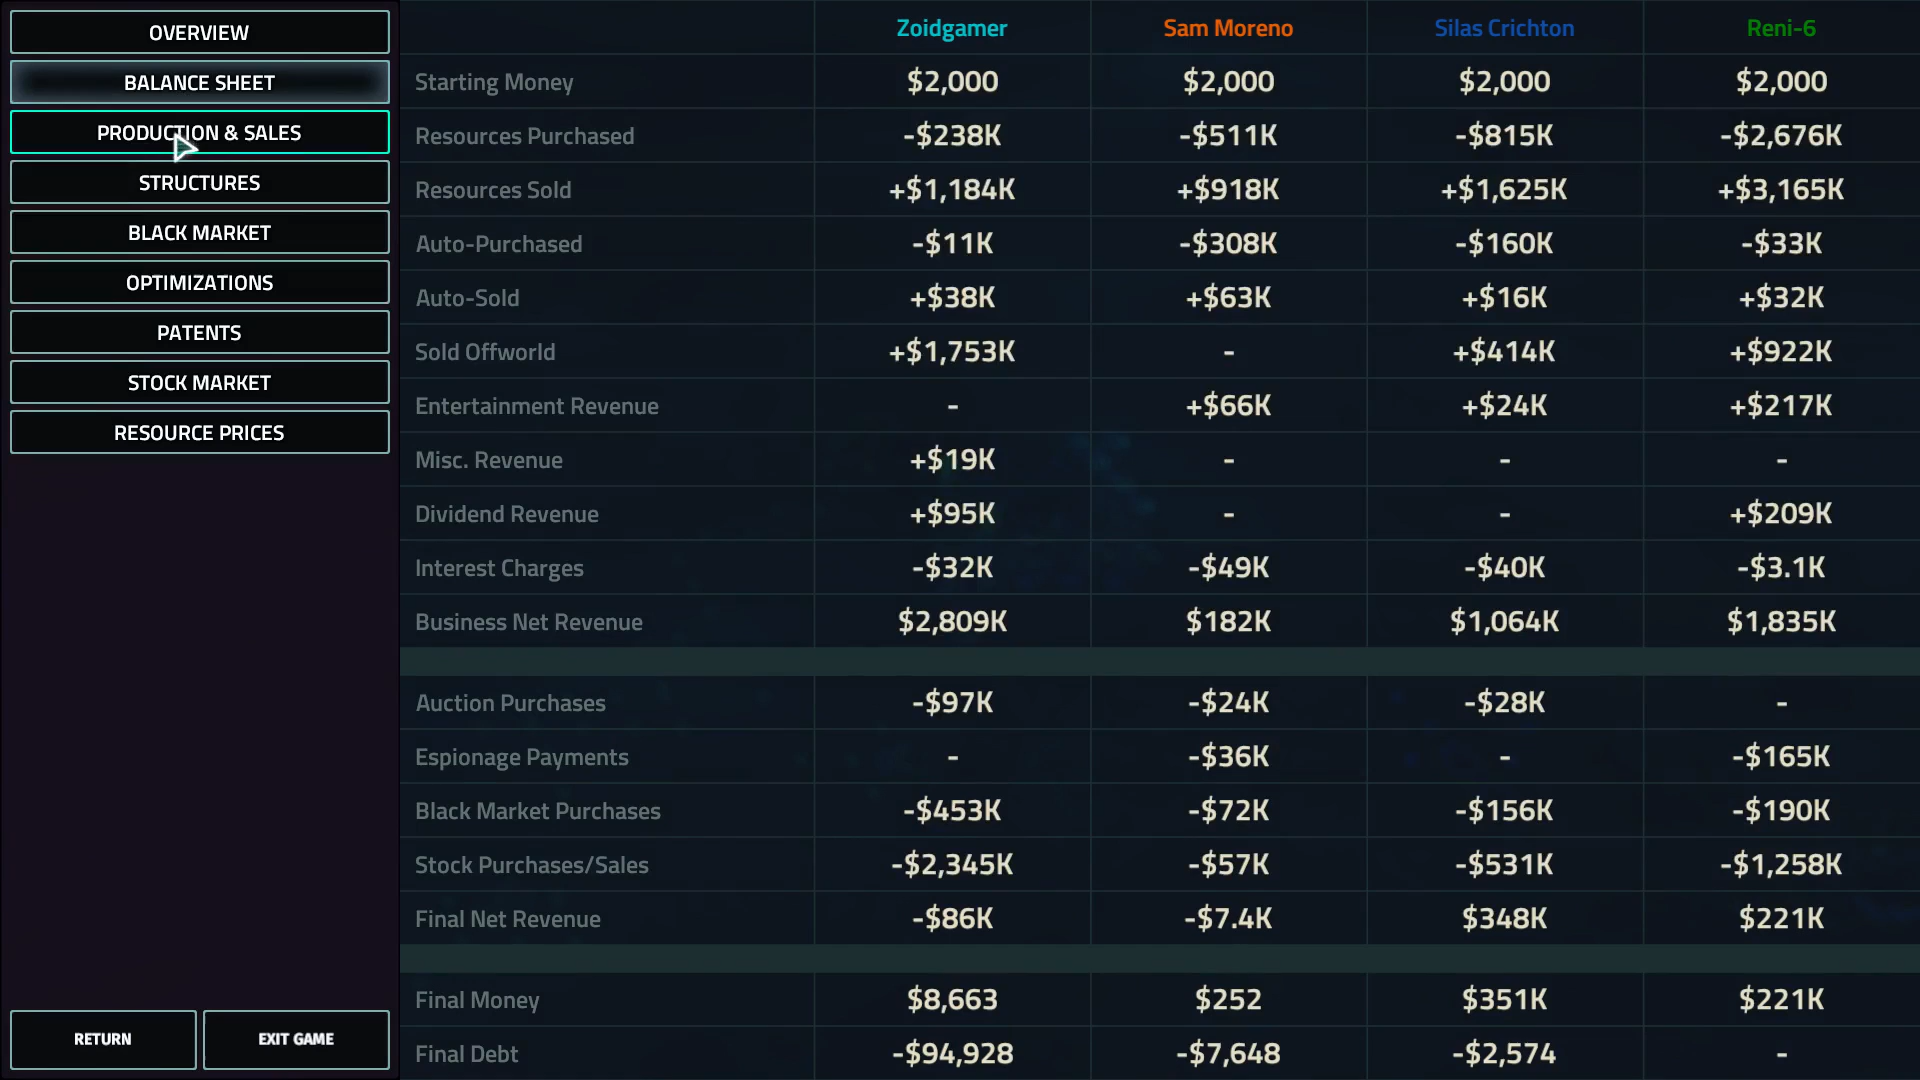 OVERVIEW
BALANCE SHEET
PRODUCTION & SALES
STRUCTURES
BLACK MARKET
OPTIMIZATIONS
PATENTS
STOCK MARKET
RESOURCE PRICES
RETURN EXIT GAME
Zoidgamer Sam Moreno Silas Crichton Reni-6
Starting Money $2,000 $2,000 $2,000 $2,000
Resources Purchased -$238K -$511K -$815K -$2,676K
Resources Sold +$1,184K +$918K +$1,625K +$3,165K
Auto-Purchased -$11K -$308K -$160K -$33K
Auto-Sold +$38K +$63K +$16K +$32K
Sold Offworld +$1,753K - +$414K +$922K
Entertainment Revenue - +$66K +$24K +$217K
Misc. Revenue +$19K - - -
Dividend Revenue +$95K - - +$209K
Interest Charges -$32K -$49K -$40K -$3.1K
Business Net Revenue $2,809K $182K $1,064K $1,835K
Auction Purchases -$97K -$24K -$28K -
Espionage Payments - -$36K - -$165K
Black Market Purchases -$453K -$72K -$156K -$190K
Stock Purchases/Sales -$2,345K -$57K -$531K -$1,258K
Final Net Revenue -$86K -$7.4K $348K $221K
Final Money $8,663 $252 $351K $221K
Final Debt -$94,928 -$7,648 -$2,574 -